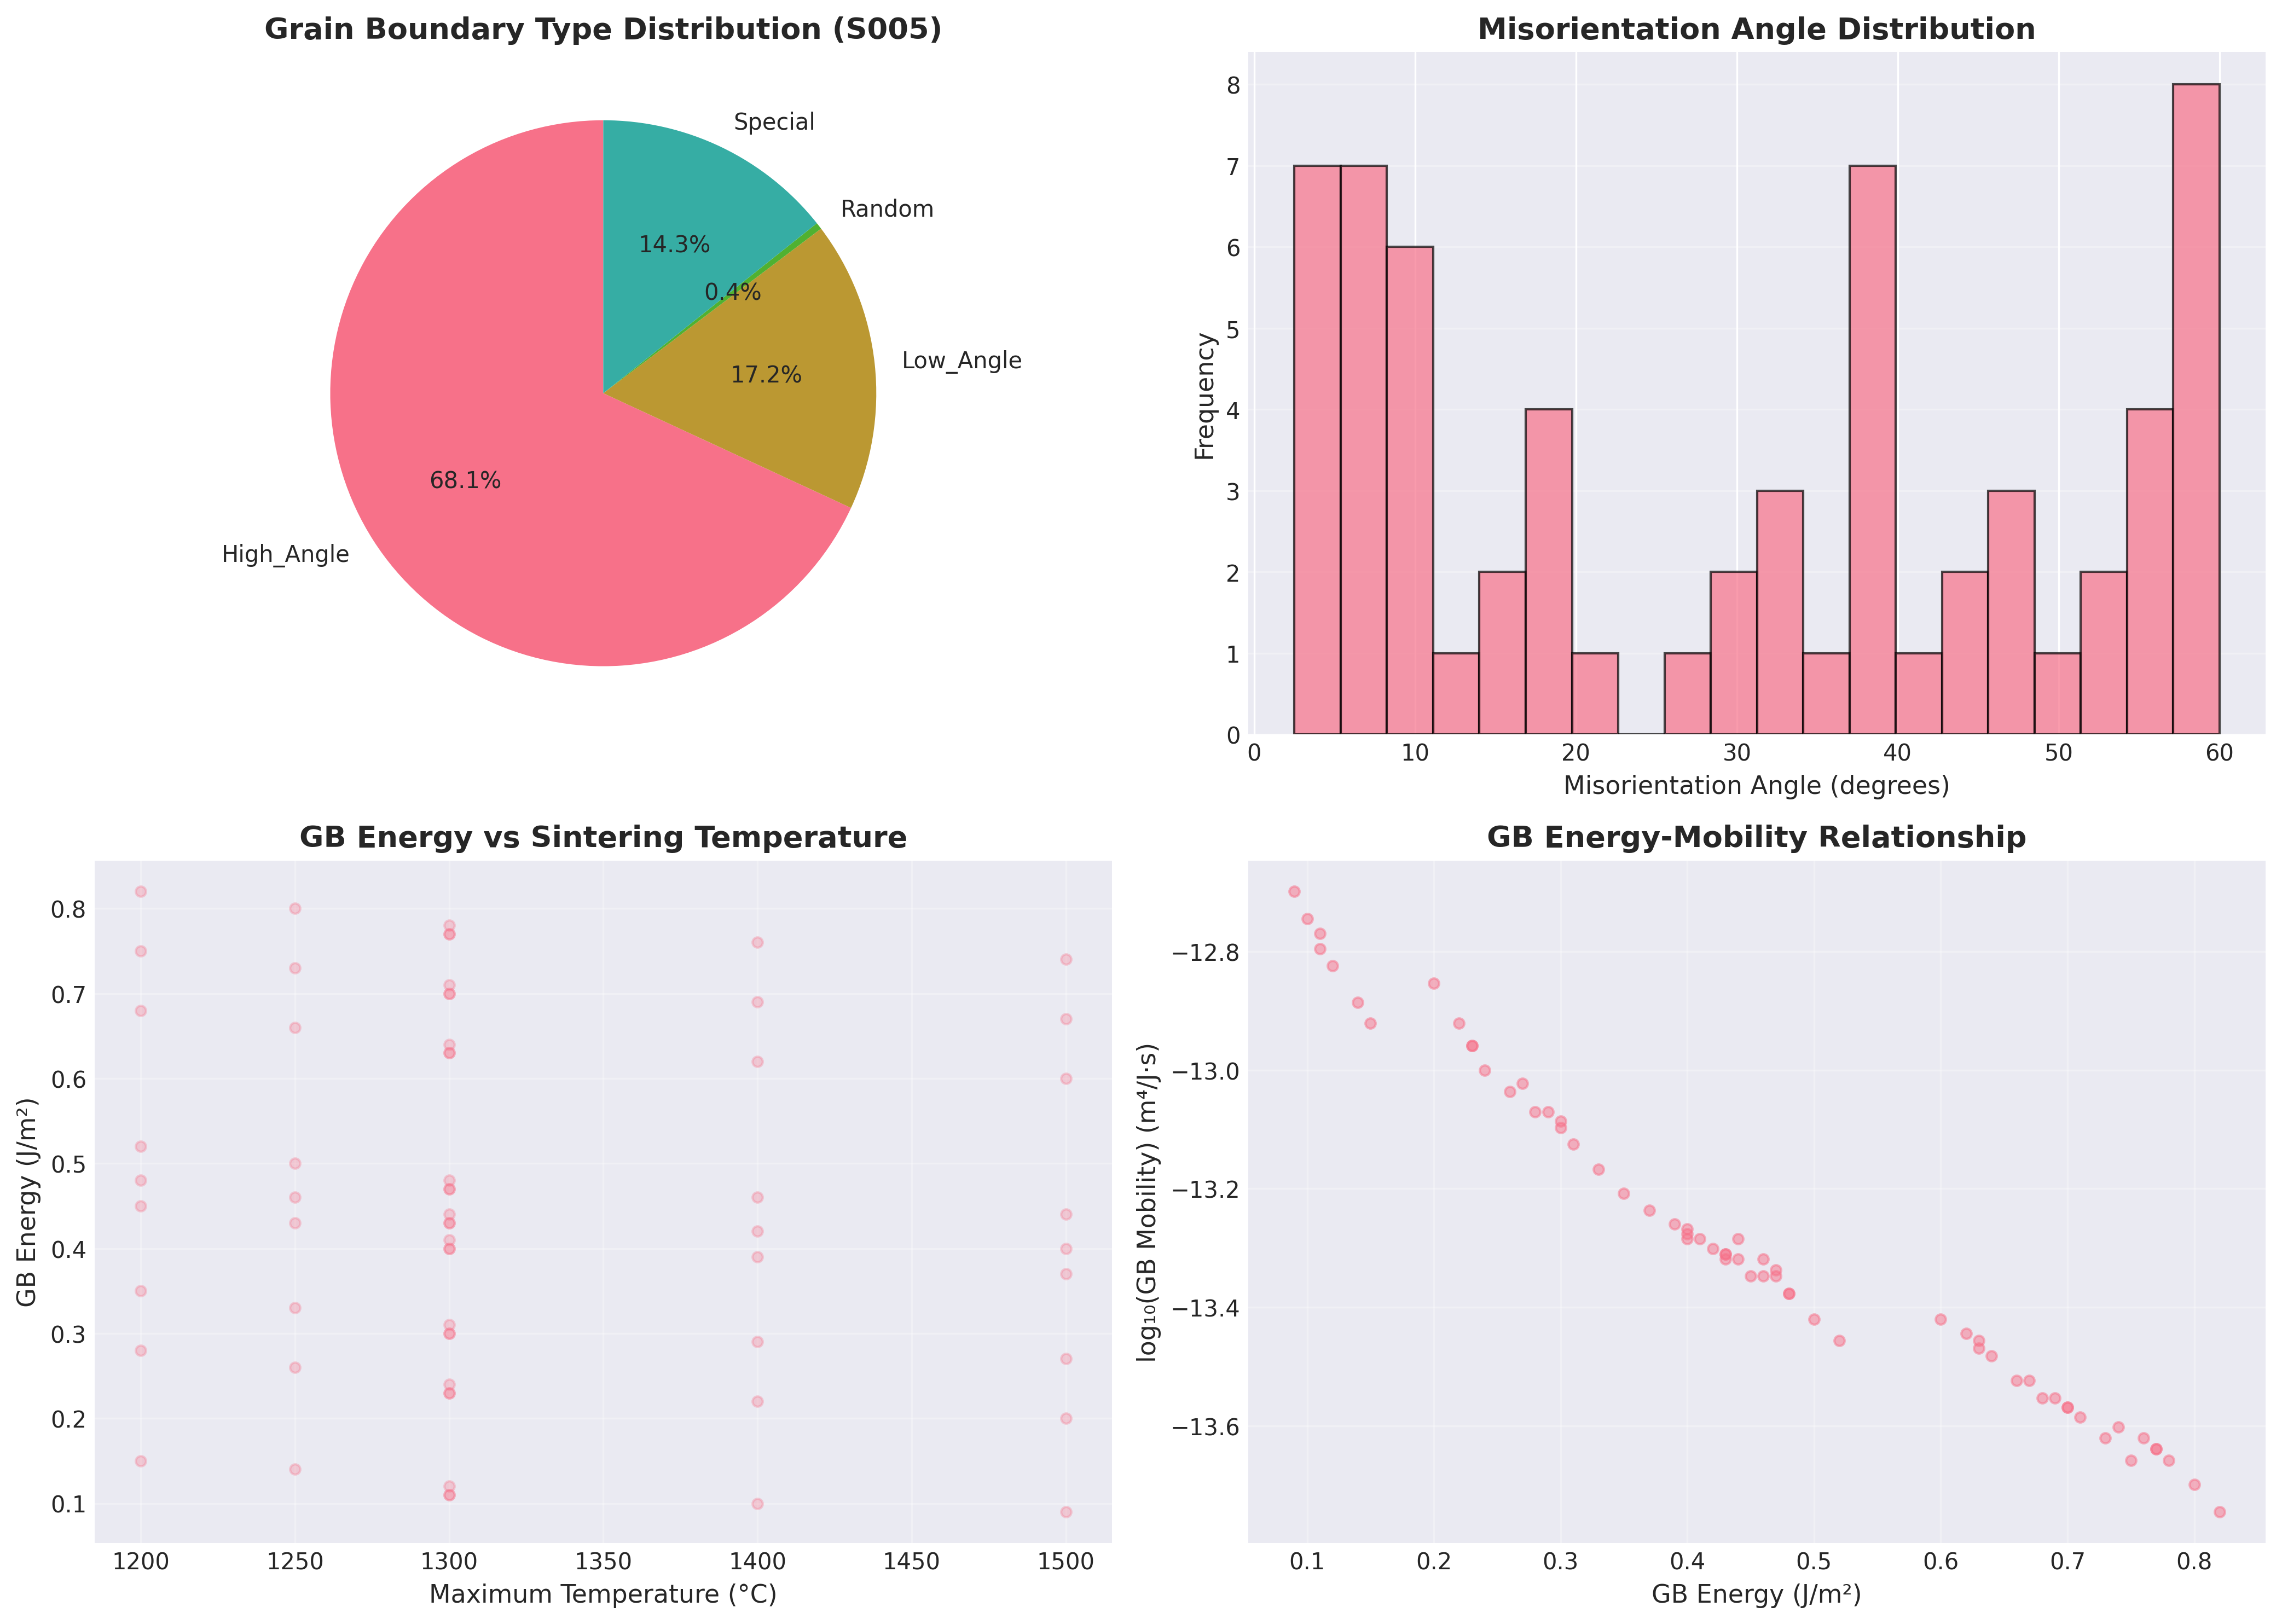 Grain Boundary Type Distribution (S005)
Special
Random
14.3%
0.4%
Low_Angle
17.2%
68.1%
High_Angle
Misorientation Angle Distribution
8
7
6
5
4
3
2
1
0
Frequency
0 10 20 30 40 50 60
Misorientation Angle (degrees)
GB Energy vs Sintering Temperature
0.8
0.7
0.6
0.5
0.4
0.3
0.2
0.1
GB Energy (J/m²)
1200 1250 1300 1350 1400 1450 1500
Maximum Temperature (°C)
GB Energy-Mobility Relationship
−12.8
−13.0
−13.2
−13.4
−13.6
log₁₀(GB Mobility) (m⁴/J·s)
0.1 0.2 0.3 0.4 0.5 0.6 0.7 0.8
GB Energy (J/m²)